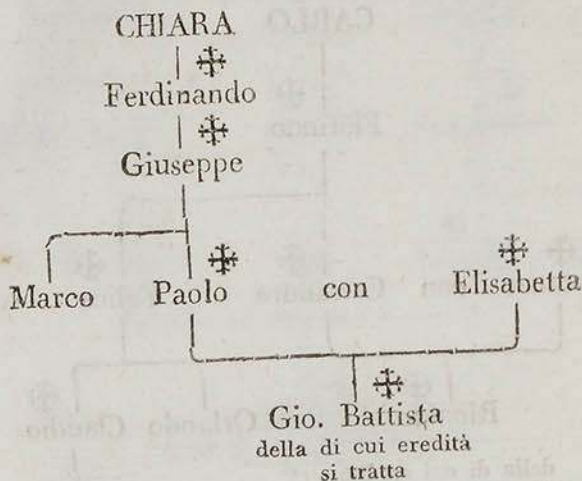 CHIARA
Ferdinando
Giuseppe
Marco Paolo con Elisabetta
Gio. Battista
della di cui eredità
si tratta